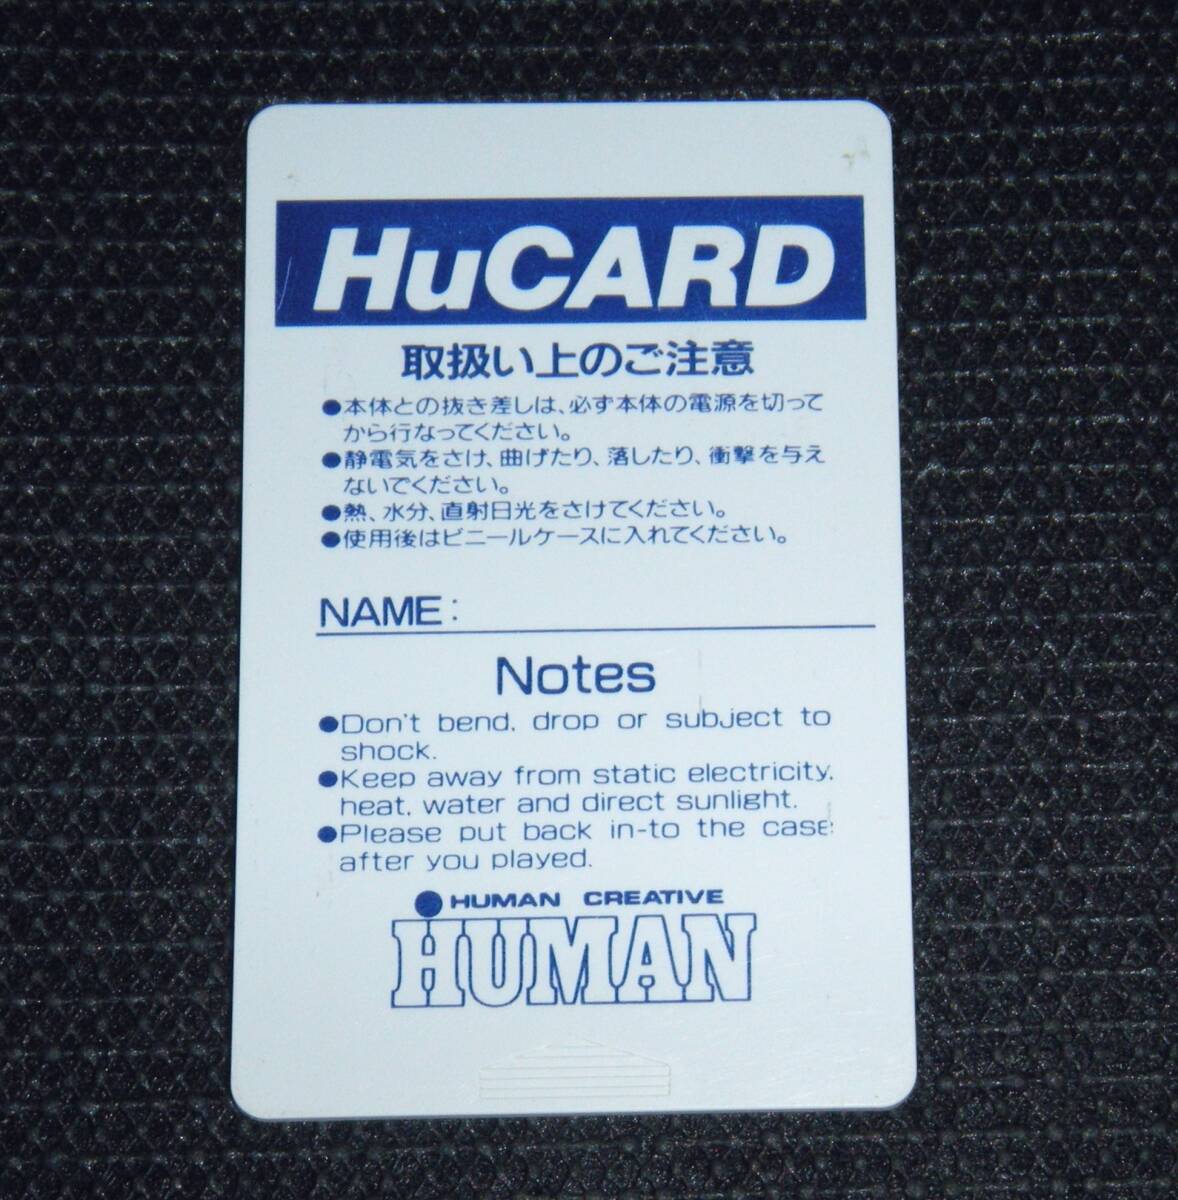 HuCARD
取扱い上のご注意
●本体との抜き差しは、必ず本体の電源を切って
から行なってください。
●静電気をさけ、曲げたり、落したり、衝撃を与え
ないでください。
●熱、水分、直射日光をさけてください。
●使用後はビニールケースに入れてください。
NAME:
Notes
●Don't bend, drop or subject to
shock.
●Keep away from static electricity,
heat, water and direct sunlight.
●Please put back in-to the case
after you played.
HUMAN CREATIVE
HUMAN